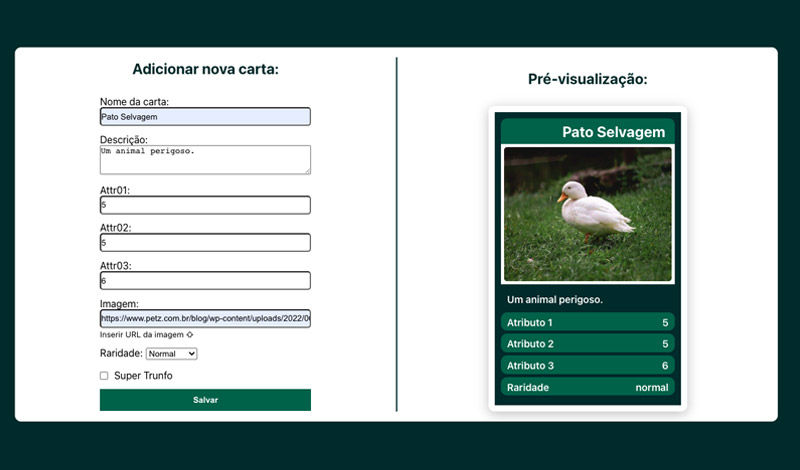 Adicionar nova carta:
Nome da carta:
Pato Selvagem
Descrição:
Um animal perigoso.
Attr01:
5
Attr02:
5
Attr03:
6
Imagem:
https://www.petz.com.br/blog/wp-content/uploads/2022/0
Inserir URL da imagem
Raridade: Normal
Super Trunfo
Salvar
Pré-visualização:
Pato Selvagem
Um animal perigoso.
Atributo 1 5
Atributo 2 5
Atributo 3 6
Raridade normal